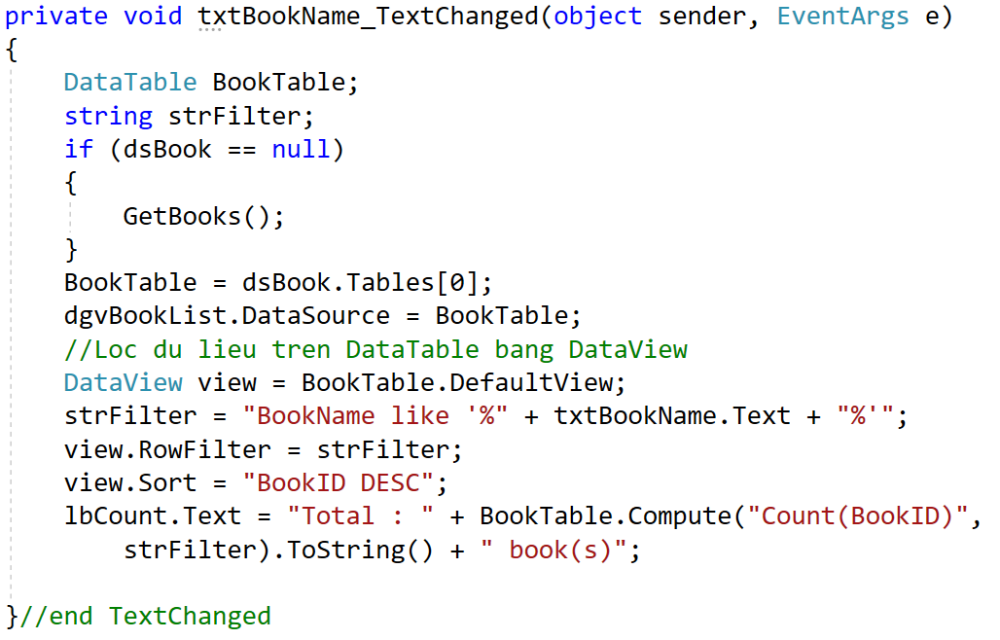 private void txtBookName_TextChanged(object sender, EventArgs e)
{
    DataTable BookTable;
    string strFilter;
    if (dsBook == null)
    {
        GetBooks();
    }
    BookTable = dsBook.Tables[0];
    dgvBookList.DataSource = BookTable;
    //Loc du lieu tren DataTable bang DataView
    DataView view = BookTable.DefaultView;
    strFilter = "BookName like '%" + txtBookName.Text + "%'";
    view.RowFilter = strFilter;
    view.Sort = "BookID DESC";
    lbCount.Text = "Total : " + BookTable.Compute("Count(BookID)",
        strFilter).ToString() + " book(s)";
}//end TextChanged